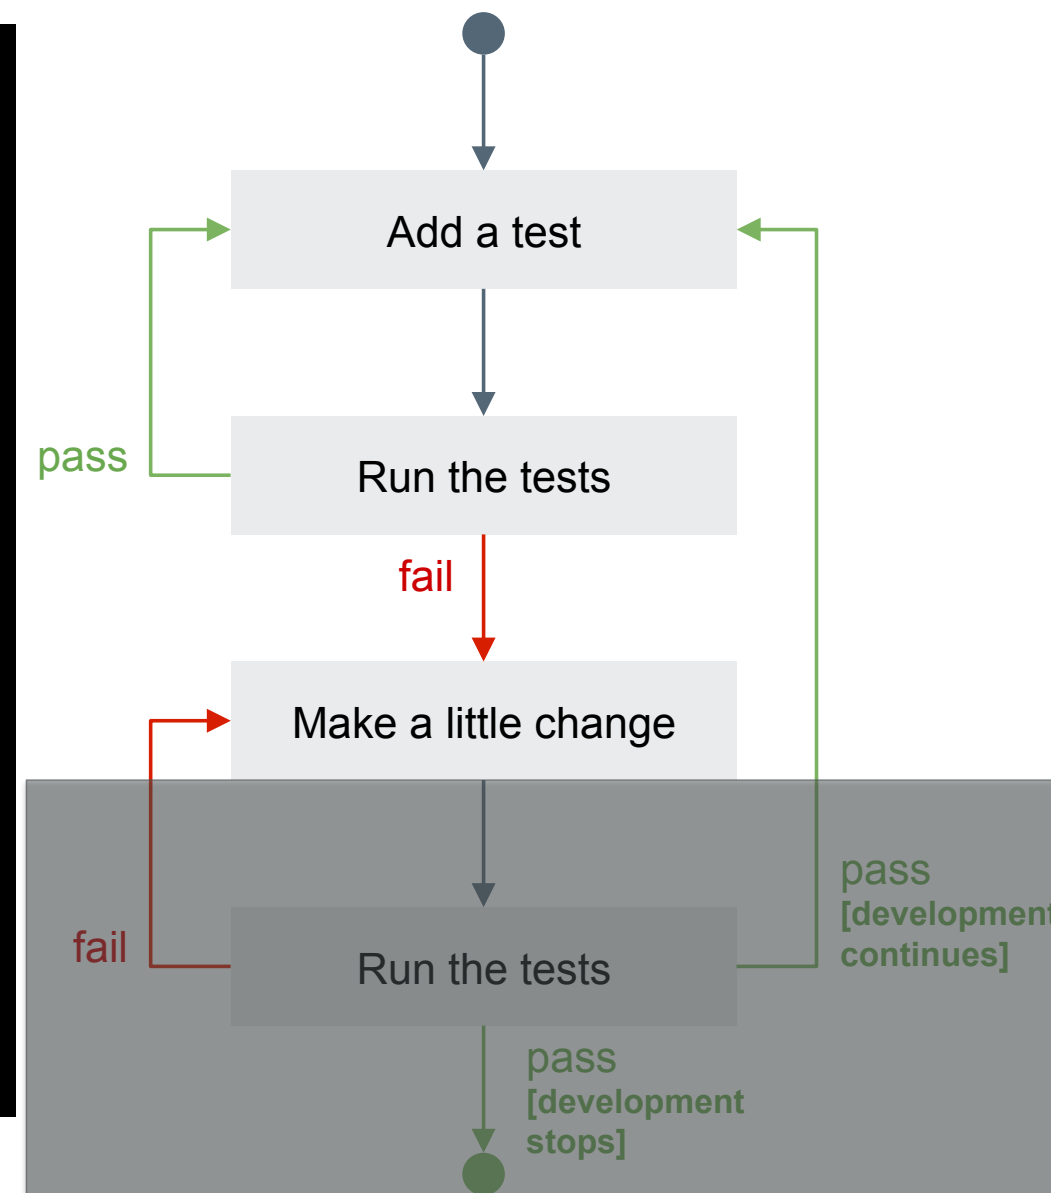 Add a test
pass
Run the tests
fail
Make a little change
pass
[development
continues]
fail
Run the tests
pass
[development
stops]